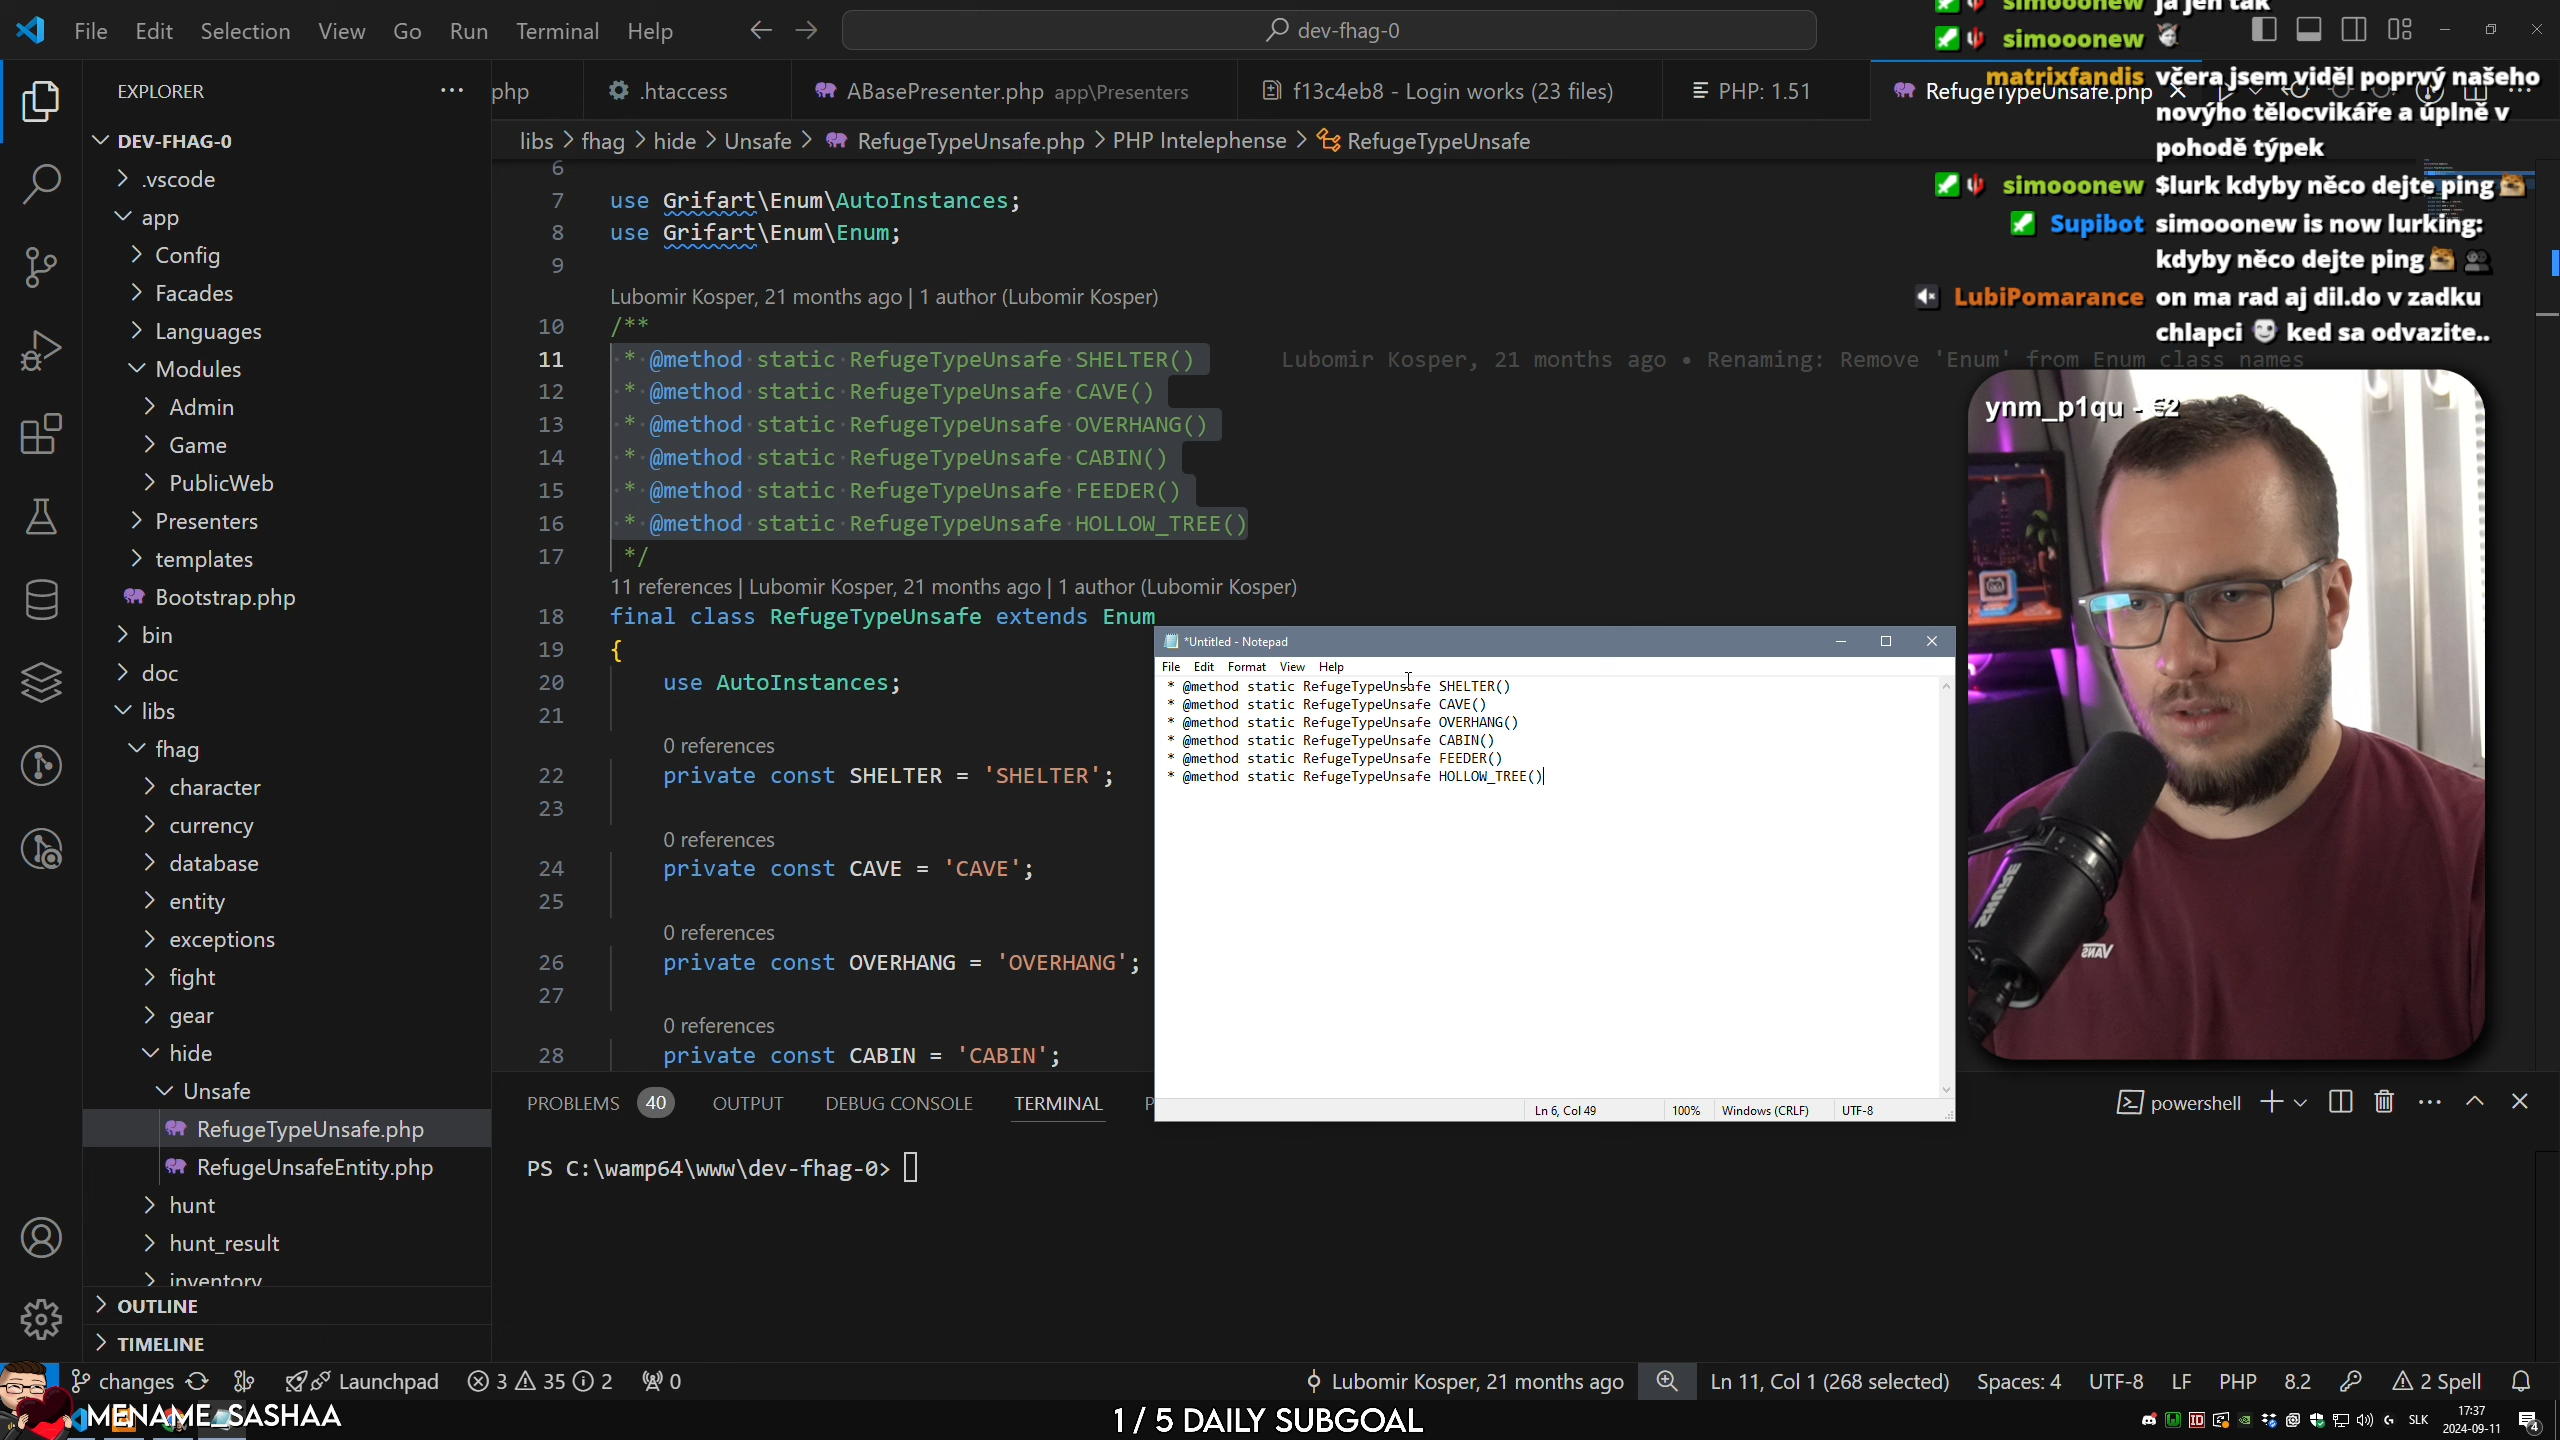 File Edit Selection View Go Run Terminal Help
dev-fhag-0
EXPLORER
php
.htaccess
ABasePresenter.php app\Presenters
f13c4eb8 - Login works (23 files)
PHP: 1.51
RefugeTypeUnsafe.php
libs > fhag > hide > Unsafe > RefugeTypeUnsafe.php > PHP Intelephense > RefugeTypeUnsafe
DEV-FHAG-0
.vscode
app
Config
Facades
Languages
Modules
Admin
Game
PublicWeb
Presenters
templates
Bootstrap.php
bin
doc
libs
fhag
character
currency
database
entity
exceptions
fight
gear
hide
Unsafe
RefugeTypeUnsafe.php
RefugeUnsafeEntity.php
hunt
hunt_result
inventory
OUTLINE
TIMELINE
6
7 use Grifart\Enum\AutoInstances;
8 use Grifart\Enum\Enum;
9
Lubomir Kosper, 21 months ago | 1 author (Lubomir Kosper)
10 /**
11 * @method static RefugeTypeUnsafe SHELTER() Lubomir Kosper, 21 months ago • Renaming: Remove 'Enum' from Enum class names
12 * @method static RefugeTypeUnsafe CAVE()
13 * @method static RefugeTypeUnsafe OVERHANG()
14 * @method static RefugeTypeUnsafe CABIN()
15 * @method static RefugeTypeUnsafe FEEDER()
16 * @method static RefugeTypeUnsafe HOLLOW_TREE()
17 */
11 references | Lubomir Kosper, 21 months ago | 1 author (Lubomir Kosper)
18 final class RefugeTypeUnsafe extends Enum
19 {
20 use AutoInstances;
21
0 references
22 private const SHELTER = 'SHELTER';
23
0 references
24 private const CAVE = 'CAVE';
25
0 references
26 private const OVERHANG = 'OVERHANG';
27
0 references
28 private const CABIN = 'CABIN';
*Untitled - Notepad
File Edit Format View Help
* @method static RefugeTypeUnsafe SHELTER()
* @method static RefugeTypeUnsafe CAVE()
* @method static RefugeTypeUnsafe OVERHANG()
* @method static RefugeTypeUnsafe CABIN()
* @method static RefugeTypeUnsafe FEEDER()
* @method static RefugeTypeUnsafe HOLLOW_TREE()
Ln 6, Col 49 100% Windows (CRLF) UTF-8
simooonew ja jen tak
simooonew
matrixfandis včera jsem viděl poprvý našeho
novýho tělocvikáře a úplně v
pohodě týpek
simooonew $lurk kdyby něco dejte ping
Supibot simooonew is now lurking:
kdyby něco dejte ping
LubiPomarance on ma rad aj dil.do v zadku
chlapci ked sa odvazite..
ynm_p1qu - €2
VANS
PROBLEMS 40 OUTPUT DEBUG CONSOLE TERMINAL P
powershell
PS C:\wamp64\www\dev-fhag-0>
changes Launchpad 3 35 2 0
Lubomir Kosper, 21 months ago Ln 11, Col 1 (268 selected) Spaces: 4 UTF-8 LF PHP 8.2 2 Spell
MENAME_SASHAA
1 / 5 DAILY SUBGOAL
SLK
17:37
2024-09-11
4